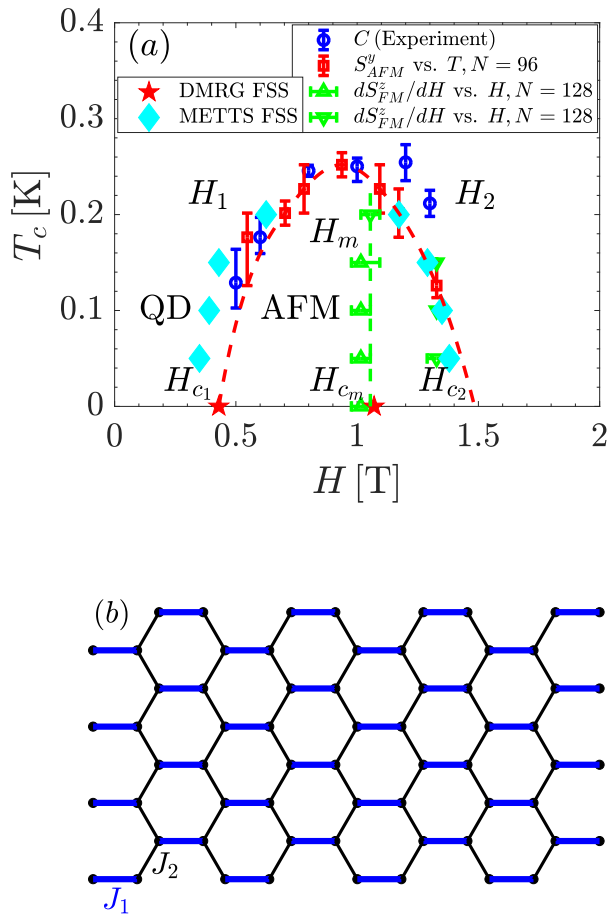 (a)
C (Experiment)
S^y_{AFM} vs. T, N = 96
dS^z_{FM}/dH vs. H, N = 128
dS^z_{FM}/dH vs. H, N = 128
DMRG FSS
METTS FSS
T_c [K]
0.4
0.3
0.2
0.1
0
H_1
H_2
H_m
QD
AFM
H_{c_1}
H_{c_m}
H_{c_2}
0 0.5 1 1.5 2
H [T]
(b)
J_2
J_1